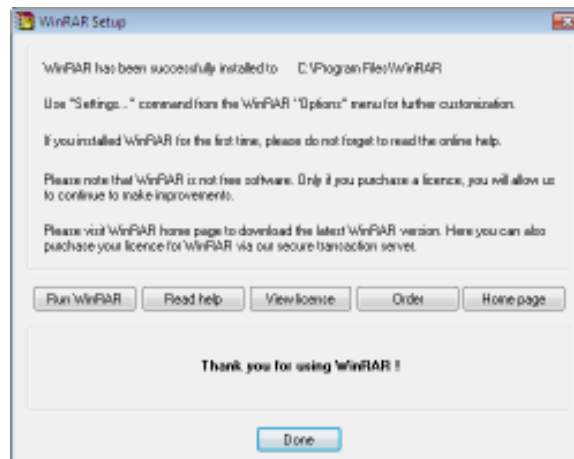 WinRAR Setup
WinRAR has been successfully installed to C:\Program Files\WinRAR
Use "Settings..." command from the WinRAR "Options" menu for further customization.
If you installed WinRAR for the first time, please do not forget to read the online help.
Please note that WinRAR is not free software. Only if you purchase a licence, you will allow us
to continue to make improvements.
Please visit WinRAR home page to download the latest WinRAR version. Here you can also
purchase your licence for WinRAR via our secure transaction server.
Run WinRAR Read help View license Order Home page
Thank you for using WinRAR !
Done